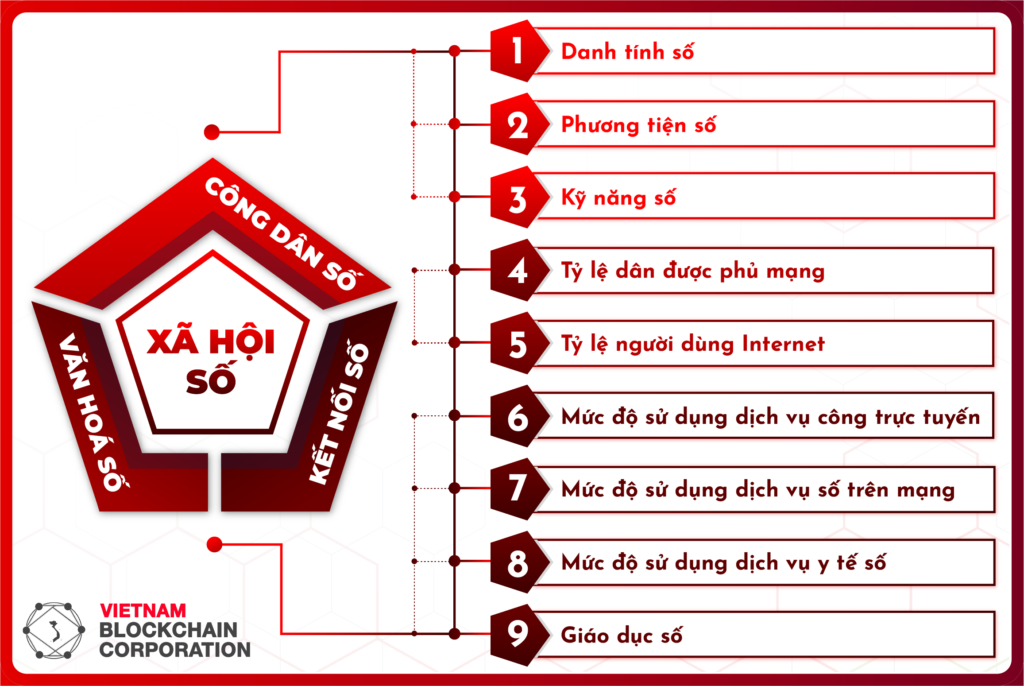 CÔNG DÂN SỐ
VĂN HOÁ SỐ
KẾT NỐI SỐ
XÃ HỘI
SỐ
1 Danh tính số
2 Phương tiện số
3 Kỹ năng số
4 Tỷ lệ dân được phủ mạng
5 Tỷ lệ người dùng Internet
6 Mức độ sử dụng dịch vụ công trực tuyến
7 Mức độ sử dụng dịch vụ số trên mạng
8 Mức độ sử dụng dịch vụ y tế số
9 Giáo dục số
VIETNAM
BLOCKCHAIN
CORPORATION